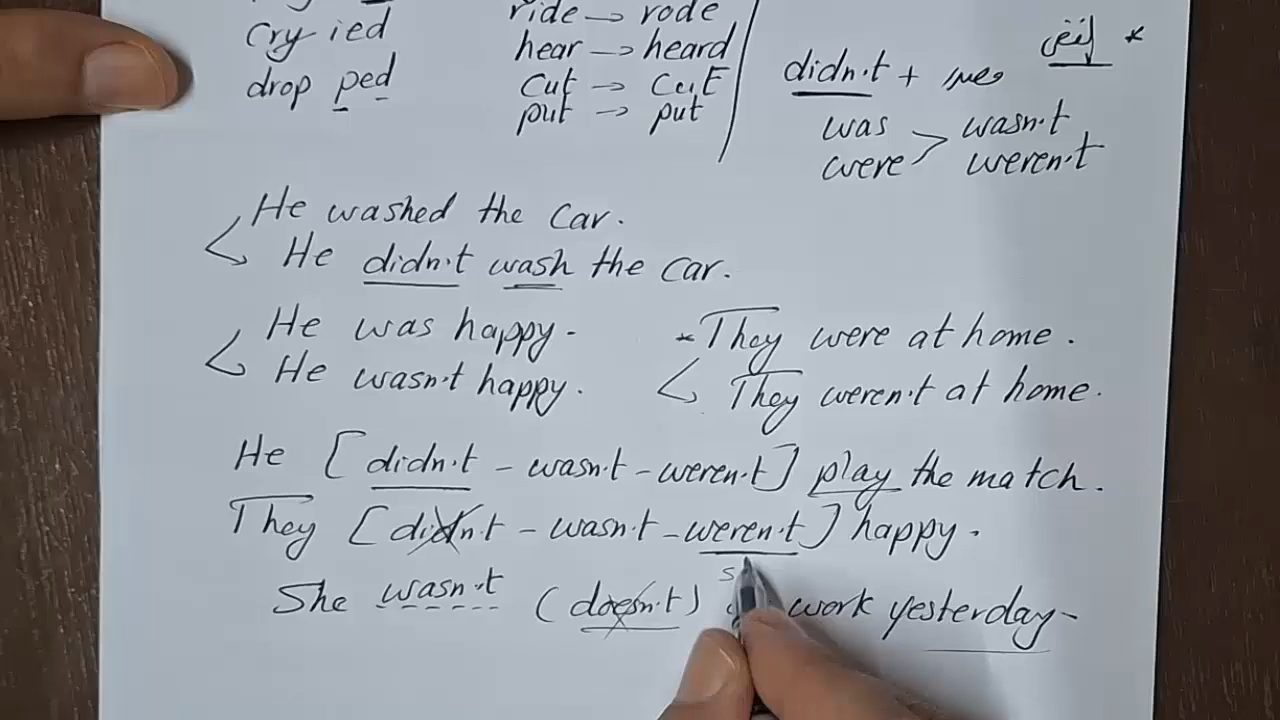 cry ied
drop ped
ride → rode
hear → heard
cut → cut
put → put
* النفي
didn't + مصدر
was
were > wasn't
weren't
He washed the car.
He didn't wash the car.
He was happy.
He wasn't happy.
* They were at home.
They weren't at home.
He [didn't - wasn't - weren't] play the match.
They [didn't - wasn't - weren't] happy.
She wasn't (doesn't) work yesterday.